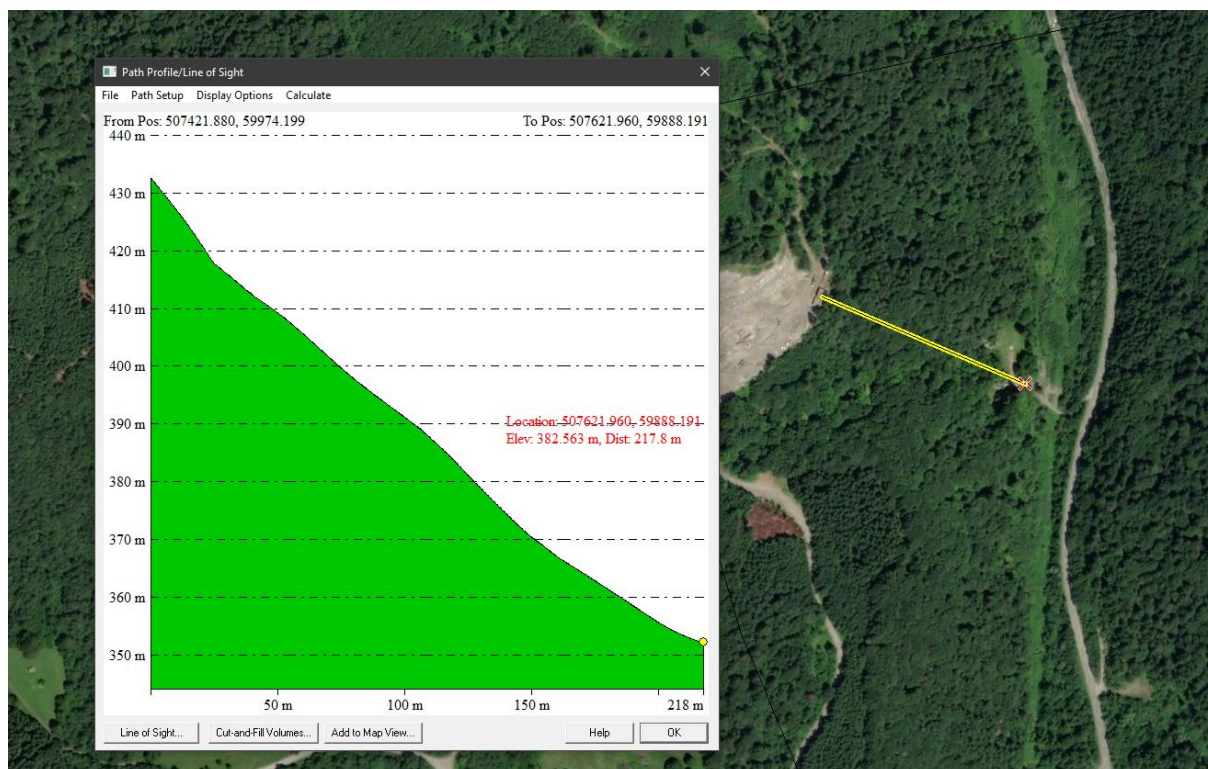 Path Profile/Line of Sight
File Path Setup Display Options Calculate
From Pos: 507421.880, 59974.199 To Pos: 507621.960, 59888.191
440 m
430 m
420 m
410 m
400 m
390 m
Location: 507621.960, 59888.191
Elev: 382.563 m, Dist: 217.8 m
380 m
370 m
360 m
350 m
50 m 100 m 150 m 218 m
Line of Sight... Cut-and-Fill Volumes... Add to Map View... Help OK